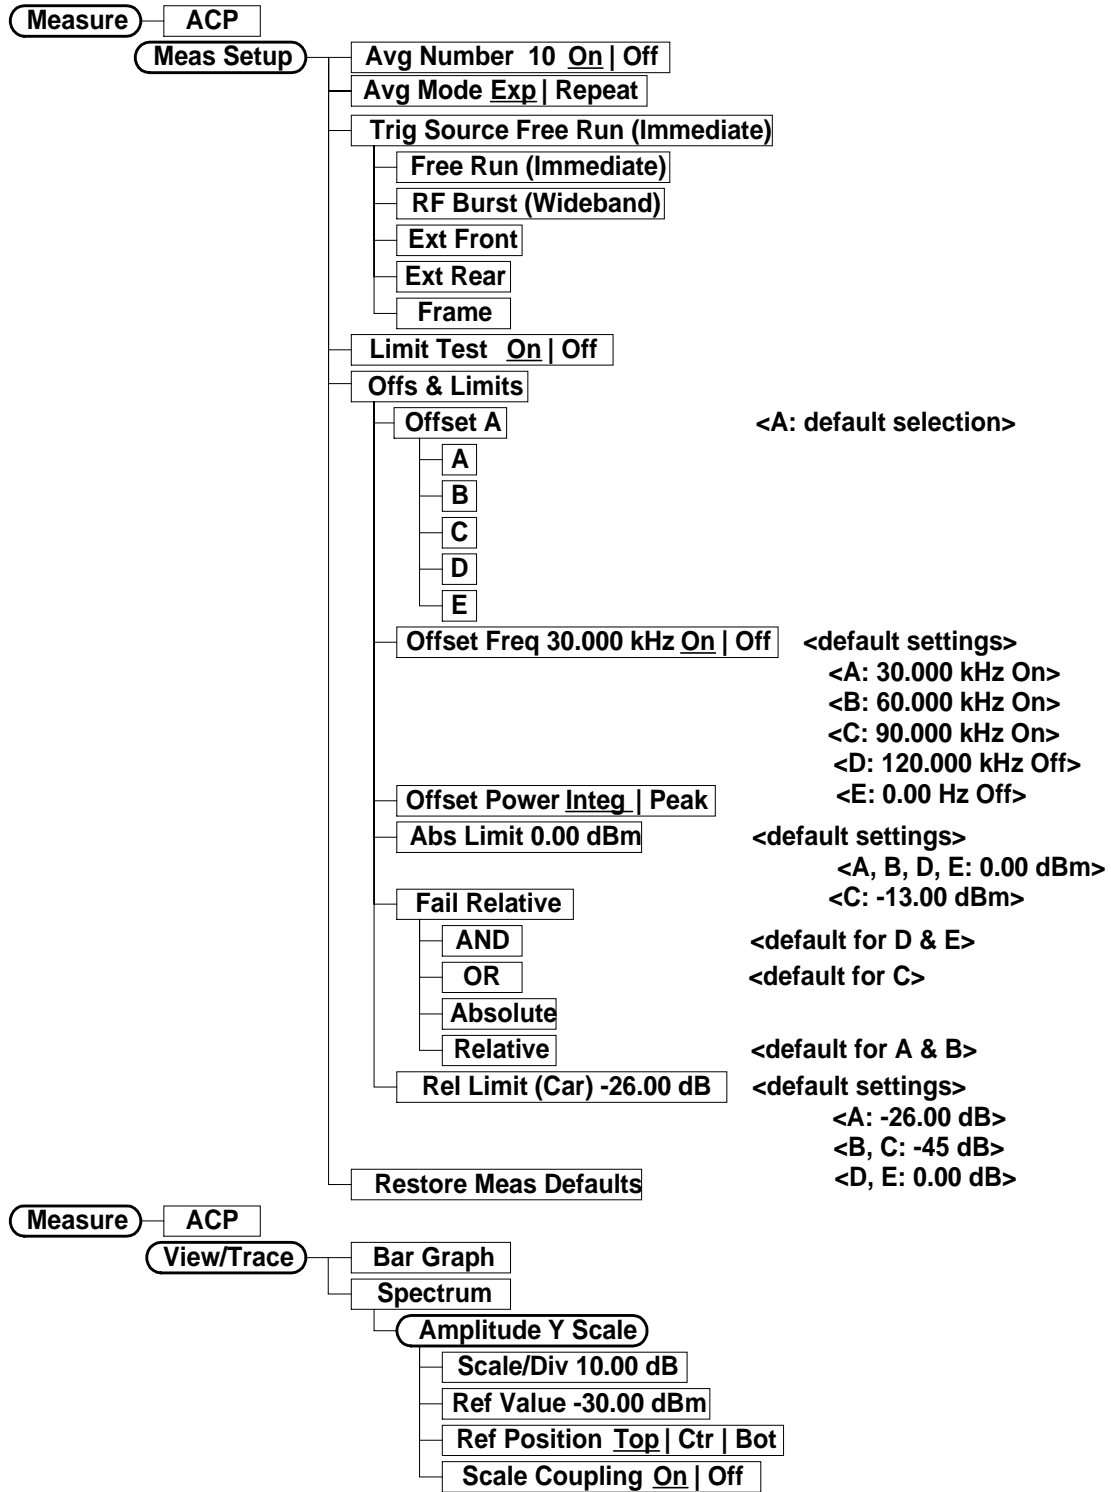 Measure
ACP
Meas Setup
Avg Number 10 On | Off
Avg Mode Exp | Repeat
Trig Source Free Run (Immediate)
Free Run (Immediate)
RF Burst (Wideband)
Ext Front
Ext Rear
Frame
Limit Test On | Off
Offs & Limits
Offset A <A: default selection>
A
B
C
D
E
Offset Freq 30.000 kHz On | Off <default settings>
<A: 30.000 kHz On>
<B: 60.000 kHz On>
<C: 90.000 kHz On>
<D: 120.000 kHz Off>
<E: 0.00 Hz Off>
Offset Power Integ | Peak
Abs Limit 0.00 dBm <default settings>
<A, B, D, E: 0.00 dBm>
<C: -13.00 dBm>
Fail Relative
AND <default for D & E>
OR <default for C>
Absolute
Relative <default for A & B>
Rel Limit (Car) -26.00 dB <default settings>
<A: -26.00 dB>
<B, C: -45 dB>
<D, E: 0.00 dB>
Restore Meas Defaults
Measure
ACP
View/Trace
Bar Graph
Spectrum
Amplitude Y Scale
Scale/Div 10.00 dB
Ref Value -30.00 dBm
Ref Position Top | Ctr | Bot
Scale Coupling On | Off